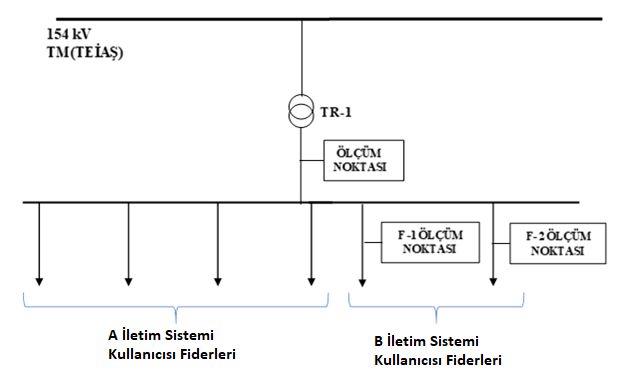 154 kV
TM(TEİAŞ)
TR-1
ÖLÇÜM
NOKTASI
F-1 ÖLÇÜM
NOKTASI
F-2 ÖLÇÜM
NOKTASI
A İletim Sistemi
Kullanıcısı Fiderleri
B İletim Sistemi
Kullanıcısı Fiderleri